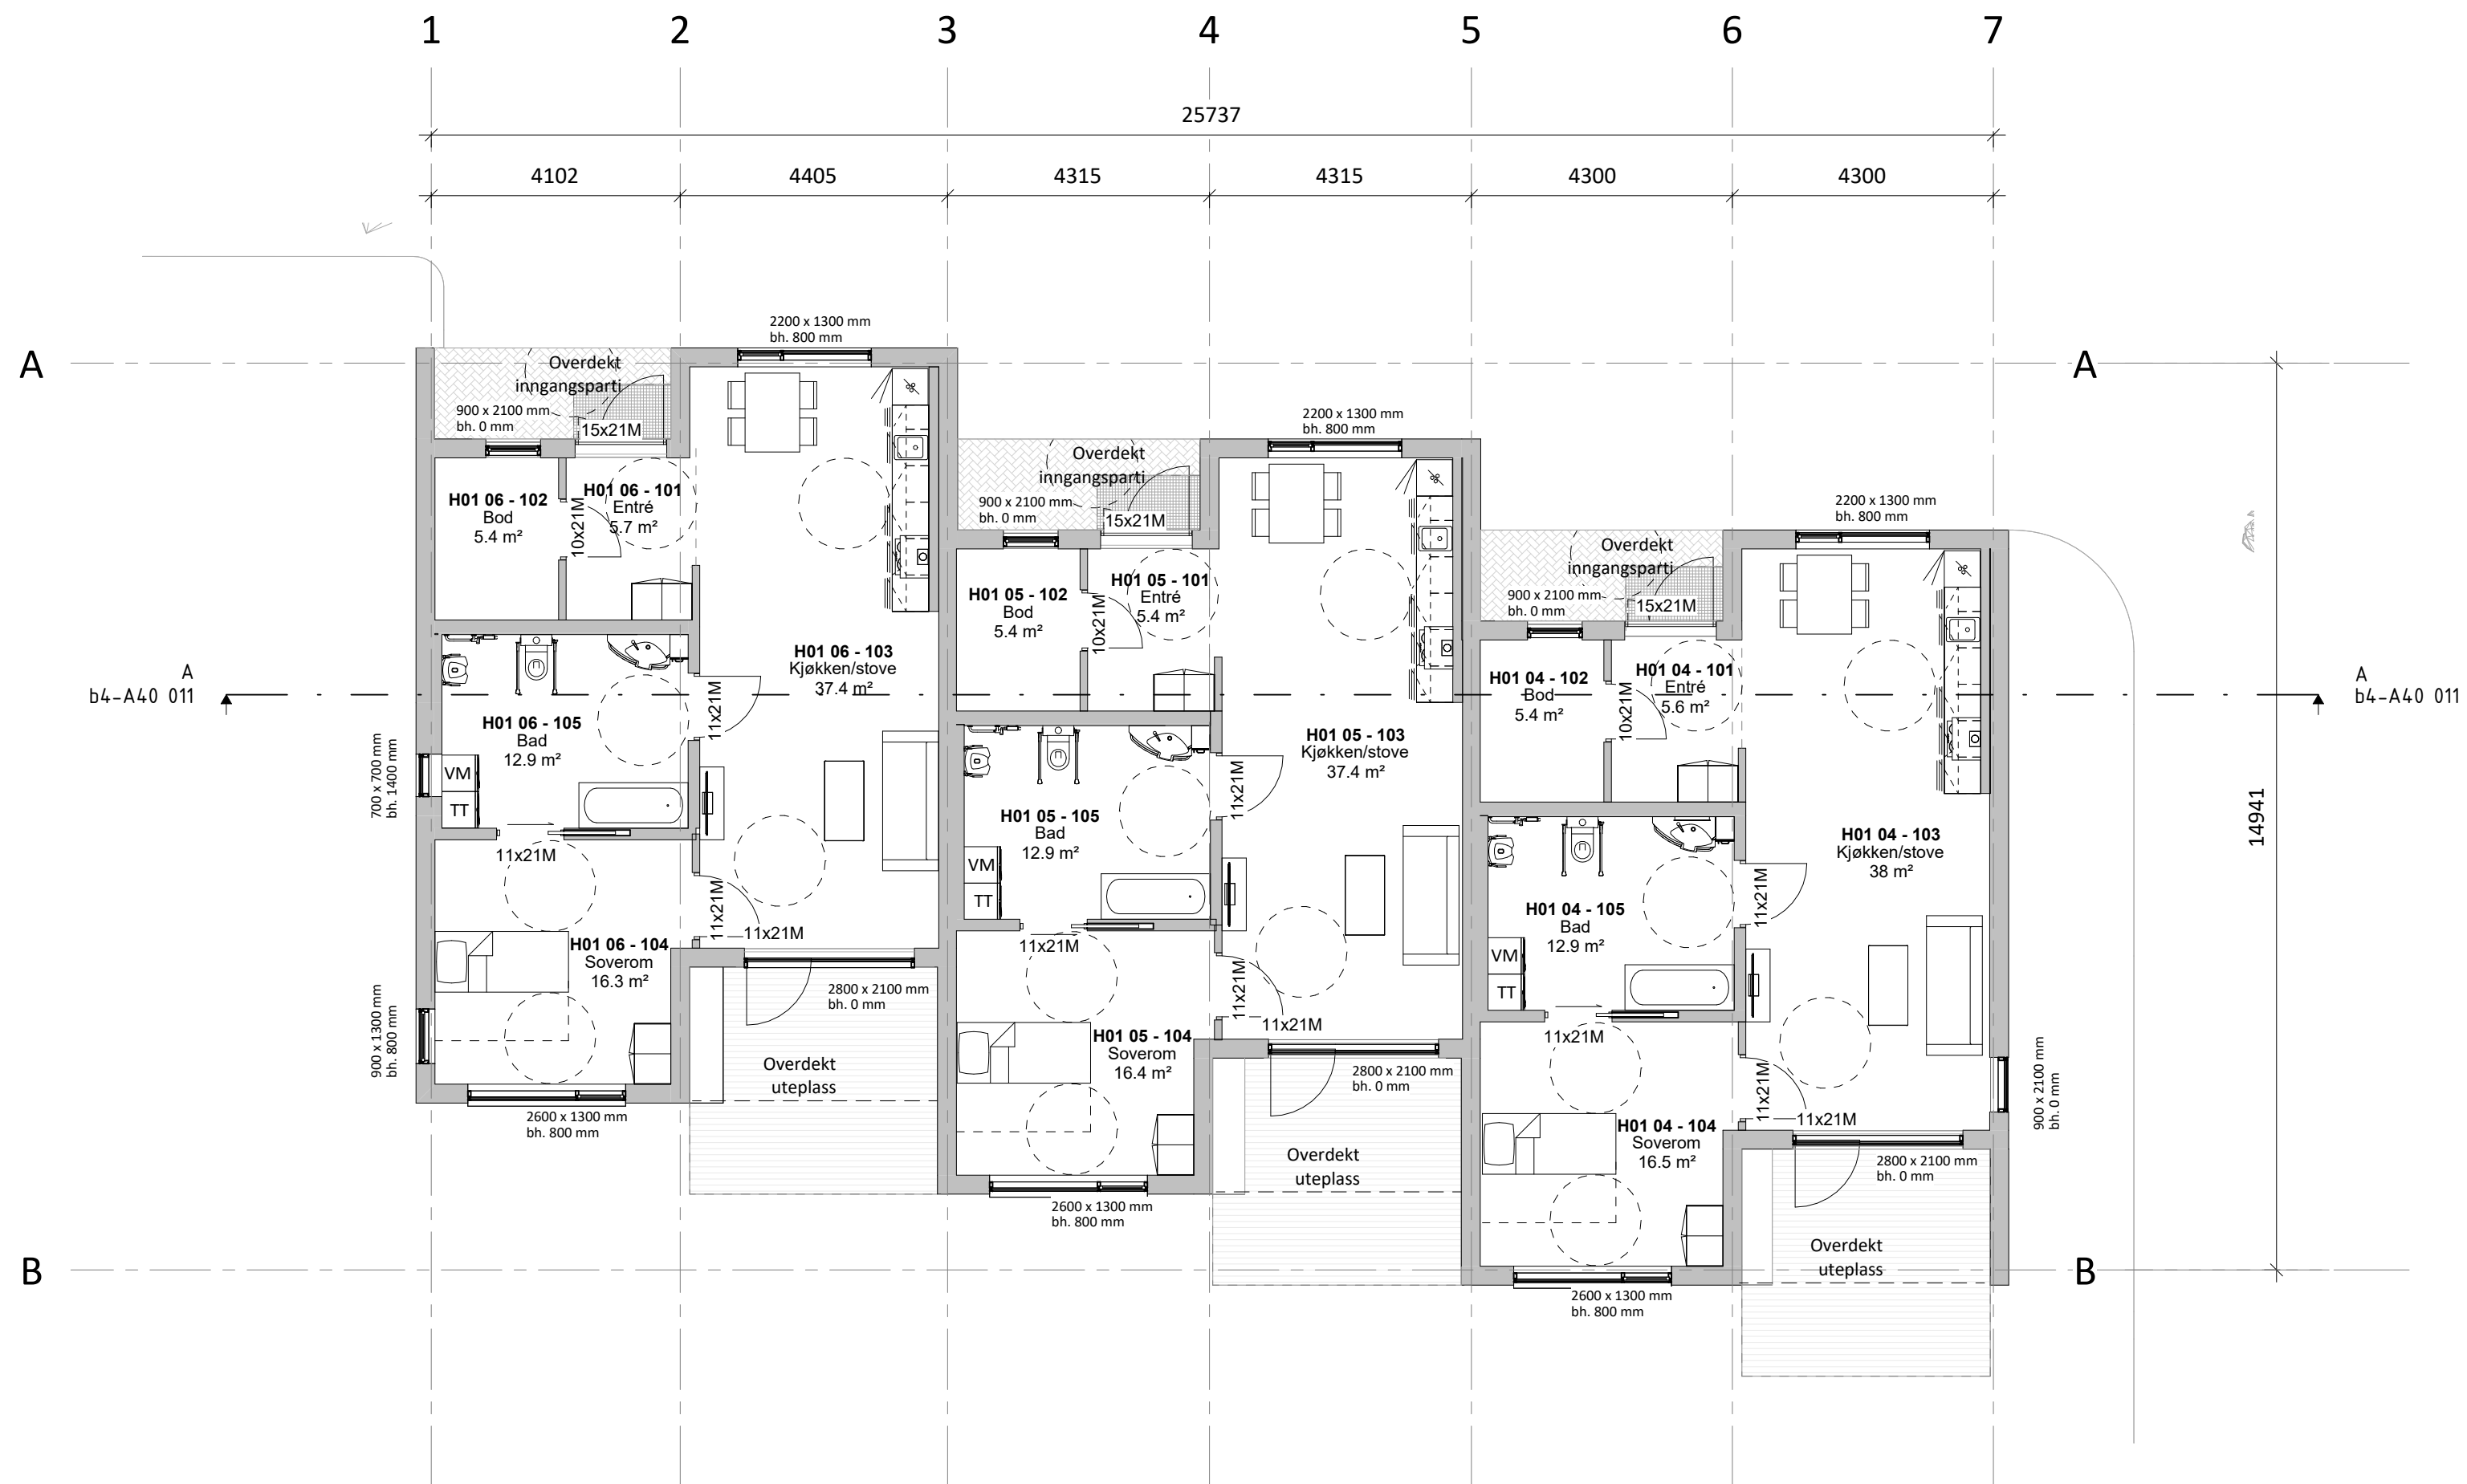 1 2 3 4 5 6 7
25737
4102 4405 4315 4315 4300 4300
A
A
2200 x 1300 mm
bh. 800 mm
Overdekt
inngangsparti
900 x 2100 mm
bh. 0 mm
15x21M
H01 06 - 102
Bod
5.4 m²
10x21M
H01 06 - 101
Entré
5.7 m²
H01 06 - 103
Kjøkken/stove
37.4 m²
11x21M
H01 06 - 105
Bad
12.9 m²
VM
TT
700 x 700 mm
bh. 1400 mm
11x21M
11x21M
11x21M
H01 06 - 104
Soverom
16.3 m²
900 x 1300 mm
bh. 800 mm
2600 x 1300 mm
bh. 800 mm
2800 x 2100 mm
bh. 0 mm
Overdekt
uteplass
2200 x 1300 mm
bh. 800 mm
Overdekt
inngangsparti
900 x 2100 mm
bh. 0 mm
15x21M
H01 05 - 102
Bod
5.4 m²
10x21M
H01 05 - 101
Entré
5.4 m²
H01 05 - 103
Kjøkken/stove
37.4 m²
11x21M
H01 05 - 105
Bad
12.9 m²
VM
TT
11x21M
11x21M
11x21M
H01 05 - 104
Soverom
16.4 m²
2600 x 1300 mm
bh. 800 mm
2800 x 2100 mm
bh. 0 mm
Overdekt
uteplass
2200 x 1300 mm
bh. 800 mm
Overdekt
inngangsparti
900 x 2100 mm
bh. 0 mm
15x21M
H01 04 - 102
Bod
5.4 m²
10x21M
H01 04 - 101
Entré
5.6 m²
H01 04 - 103
Kjøkken/stove
38 m²
11x21M
H01 04 - 105
Bad
12.9 m²
VM
TT
11x21M
11x21M
11x21M
H01 04 - 104
Soverom
16.5 m²
900 x 2100 mm
bh. 0 mm
2600 x 1300 mm
bh. 800 mm
2800 x 2100 mm
bh. 0 mm
Overdekt
uteplass
A
b4-A40 011
A
b4-A40 011
14941
B
B